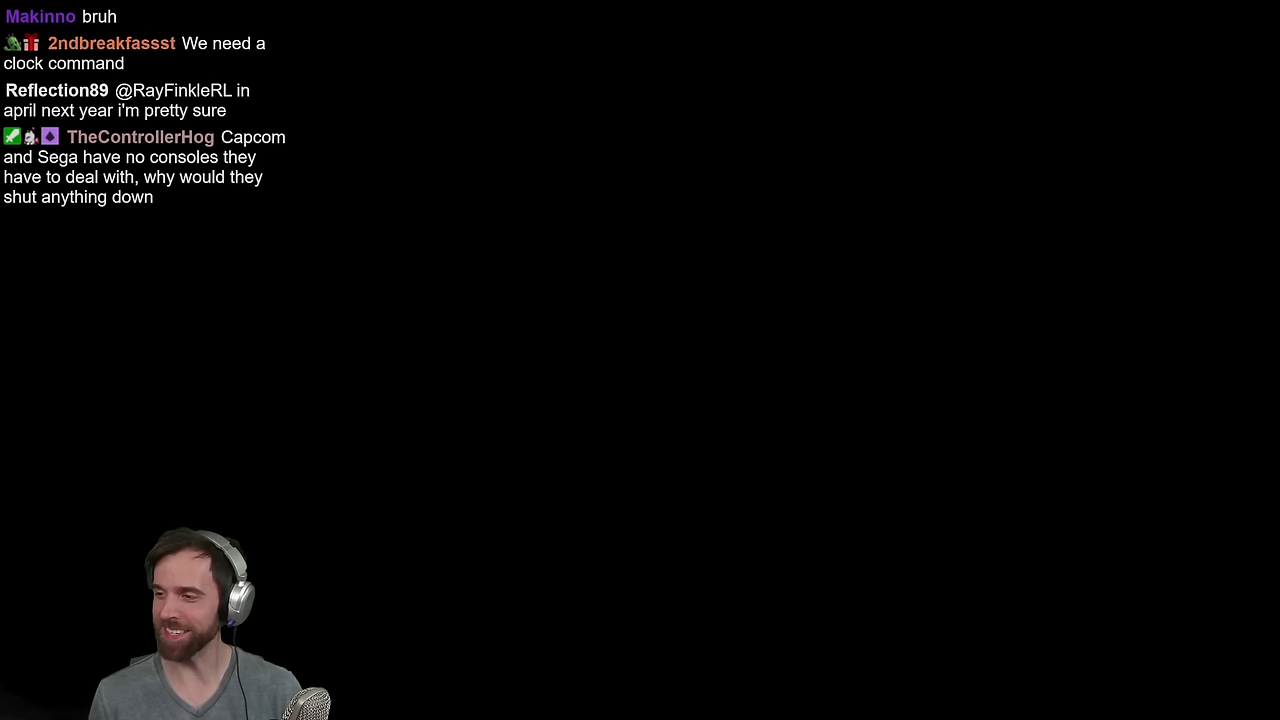 Makinno bruh
2ndbreakfassst We need a
clock command
Reflection89 @RayFinkleRL in
april next year i'm pretty sure
TheControllerHog Capcom
and Sega have no consoles they
have to deal with, why would they
shut anything down